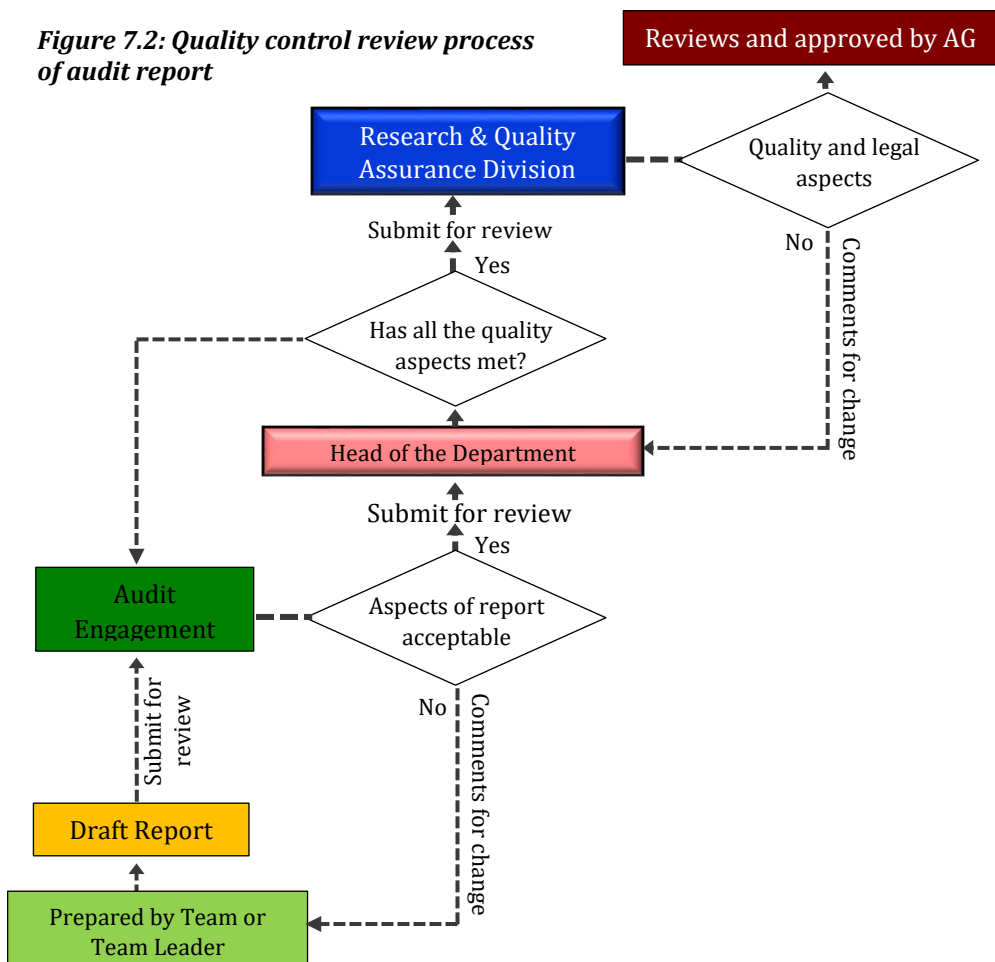 Figure 7.2: Quality control review process
of audit report
Reviews and approved by AG
Research & Quality
Assurance Division
Quality and legal
aspects
Submit for review
No
Comments for change
Yes
Has all the quality
aspects met?
Head of the Department
Submit for review
Yes
Audit
Engagement
Aspects of report
acceptable
Submit for
review
No
Comments for change
Draft Report
Prepared by Team or
Team Leader